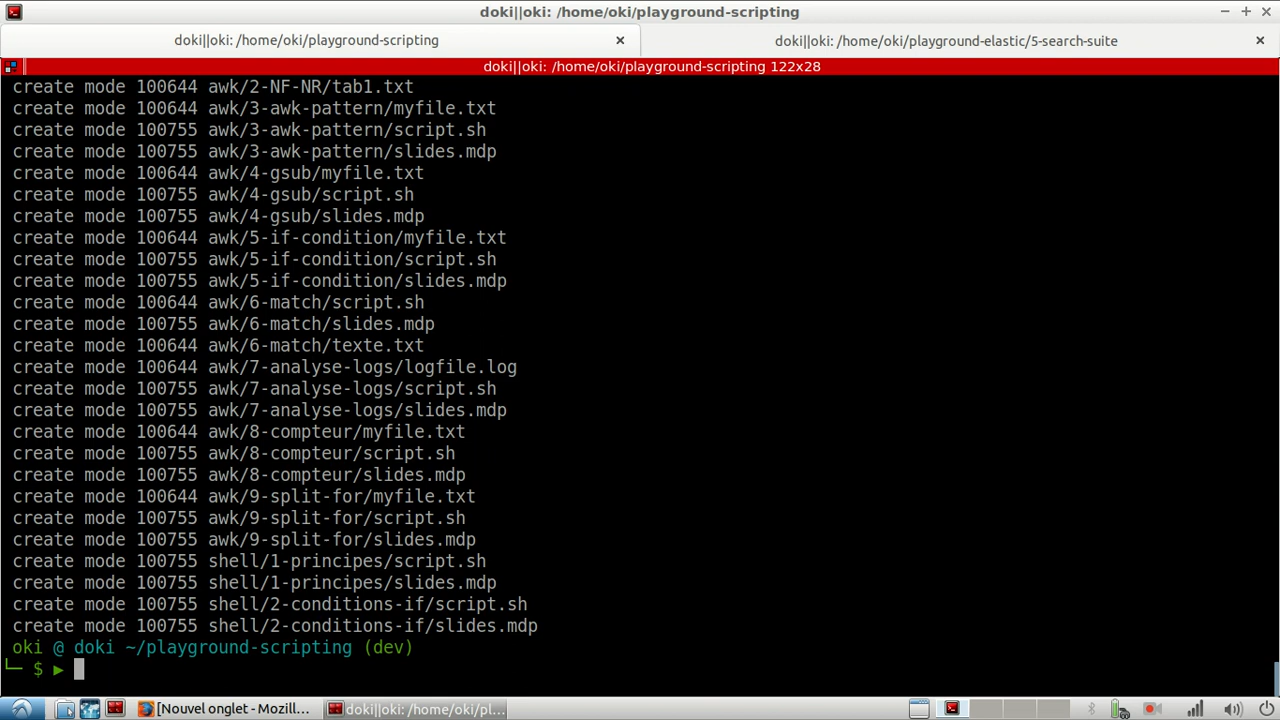 doki||oki: /home/oki/playground-scripting
doki||oki: /home/oki/playground-scripting
doki||oki: /home/oki/playground-elastic/5-search-suite
doki||oki: /home/oki/playground-scripting 122x28
create mode 100644 awk/2-NF-NR/tab1.txt
create mode 100644 awk/3-awk-pattern/myfile.txt
create mode 100755 awk/3-awk-pattern/script.sh
create mode 100755 awk/3-awk-pattern/slides.mdp
create mode 100644 awk/4-gsub/myfile.txt
create mode 100755 awk/4-gsub/script.sh
create mode 100755 awk/4-gsub/slides.mdp
create mode 100644 awk/5-if-condition/myfile.txt
create mode 100755 awk/5-if-condition/script.sh
create mode 100755 awk/5-if-condition/slides.mdp
create mode 100644 awk/6-match/script.sh
create mode 100755 awk/6-match/slides.mdp
create mode 100644 awk/6-match/texte.txt
create mode 100644 awk/7-analyse-logs/logfile.log
create mode 100755 awk/7-analyse-logs/script.sh
create mode 100755 awk/7-analyse-logs/slides.mdp
create mode 100644 awk/8-compteur/myfile.txt
create mode 100755 awk/8-compteur/script.sh
create mode 100755 awk/8-compteur/slides.mdp
create mode 100644 awk/9-split-for/myfile.txt
create mode 100755 awk/9-split-for/script.sh
create mode 100755 awk/9-split-for/slides.mdp
create mode 100755 shell/1-principes/script.sh
create mode 100755 shell/1-principes/slides.mdp
create mode 100755 shell/2-conditions-if/script.sh
create mode 100755 shell/2-conditions-if/slides.mdp
oki @ doki ~/playground-scripting (dev)
└─ $ ▶
[Nouvel onglet - Mozill... doki||oki: /home/oki/pl...